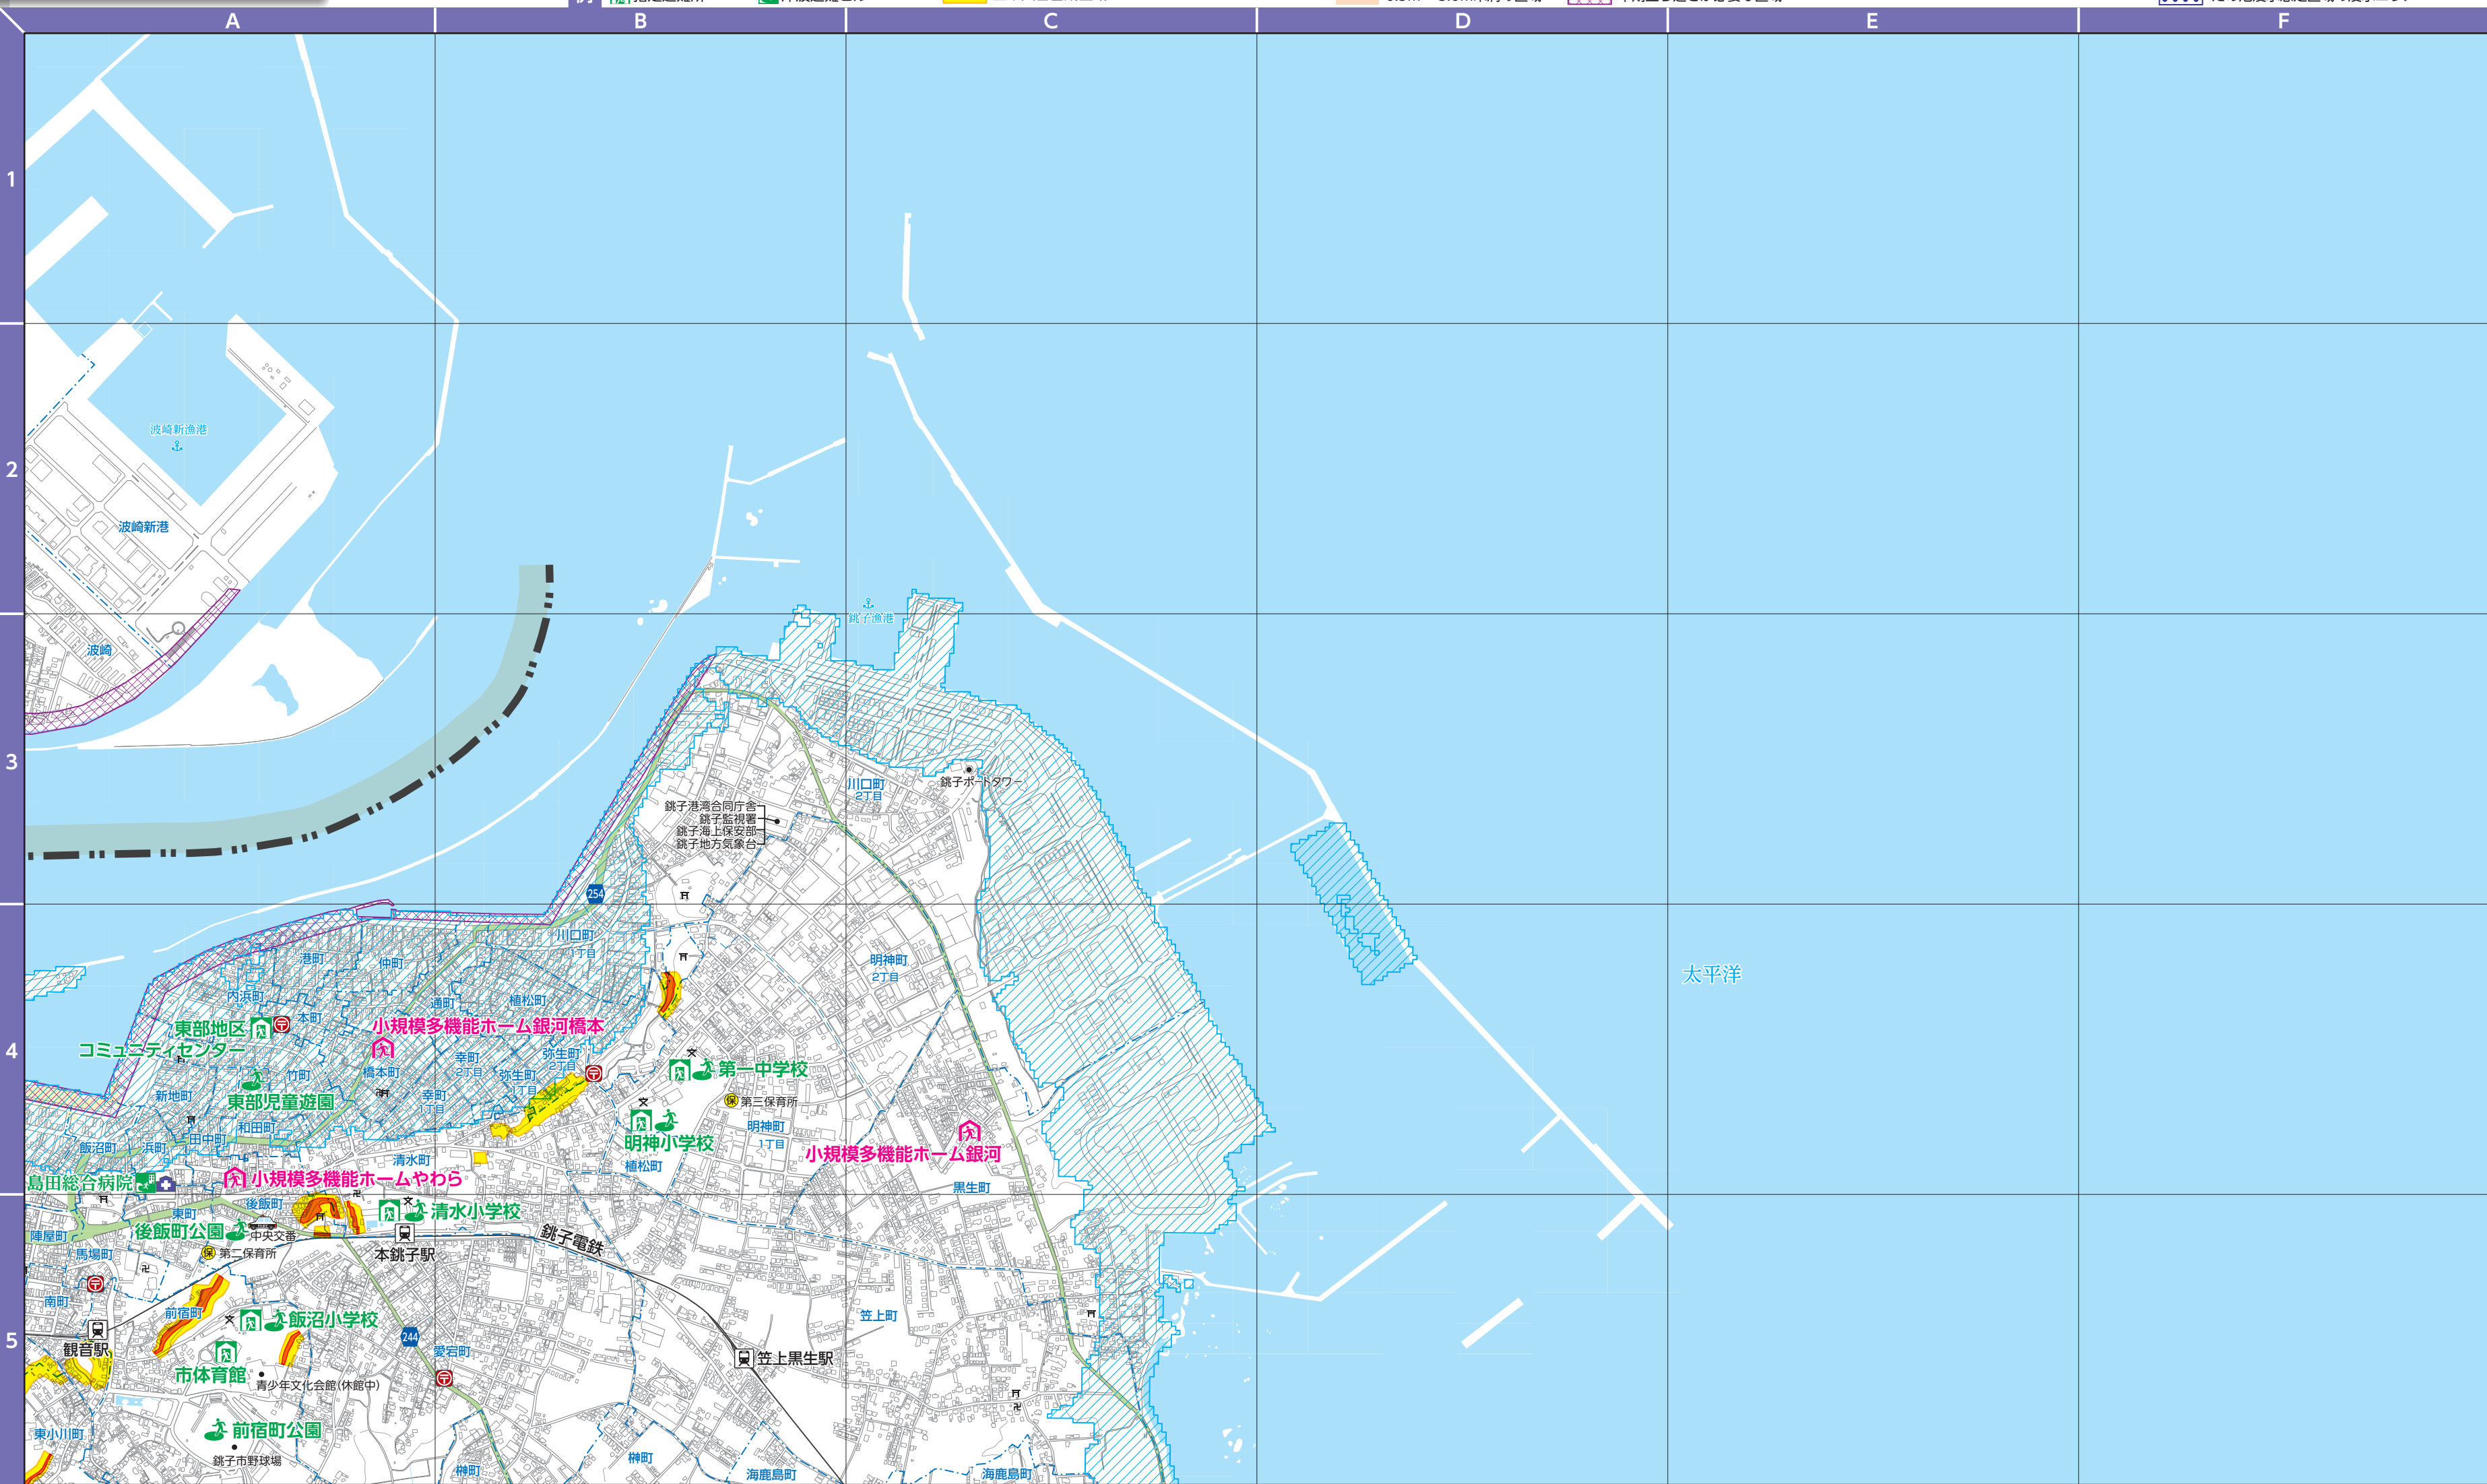 A
B
C
D
E
F
1
2
3
4
5
波崎新漁港
波崎新港
波崎
銚子漁港
川口町
2丁目
銚子ポートタワー
銚子港湾合同庁舎
銚子監視署
銚子海上保安部
銚子地方気象台
254
川口町
1丁目
港町
仲町
明神町
2丁目
太平洋
内浜町
本町
通町
植松町
東部地区
コミュニティセンター
小規模多機能ホーム銀河橋本
竹町
橋本町
幸町
2丁目
弥生町
2丁目
弥生町
1丁目
幸町
1丁目
第一中学校
保
第三保育所
新地町
東部児童遊園
和田町
田中町
飯沼町
浜町
明神小学校
明神町
1丁目
小規模多機能ホーム銀河
清水町
植松町
黒生町
島田総合病院
小規模多機能ホームやわら
後飯町
清水小学校
東町
陣屋町
後飯町公園
中央交番
馬場町
保
第二保育所
本銚子駅
銚子電鉄
南町
前宿町
飯沼小学校
笠上町
観音駅
244
愛宕町
笠上黒生駅
市体育館
青少年文化会館(休館中)
前宿町公園
東小川町
銚子市野球場
榊町
榊町
海鹿島町
海鹿島町